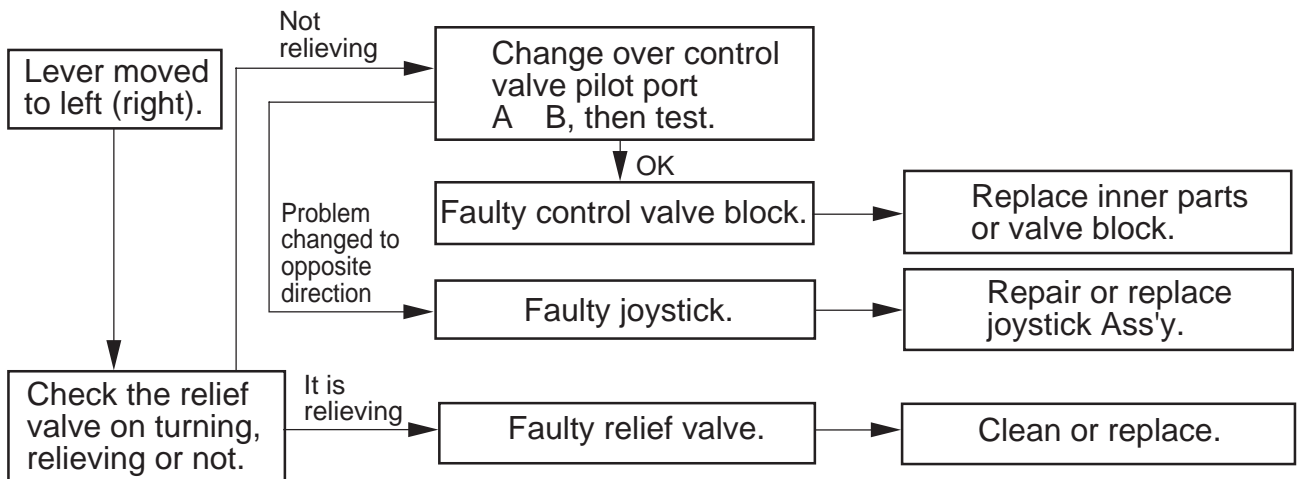 Lever moved
to left (right).
Not
relieving
Change over control
valve pilot port
A B, then test.
OK
Faulty control valve block.
Replace inner parts
or valve block.
Problem
changed to
opposite
direction
Faulty joystick.
Repair or replace
joystick Ass'y.
Check the relief
valve on turning,
relieving or not.
It is
relieving
Faulty relief valve.
Clean or replace.